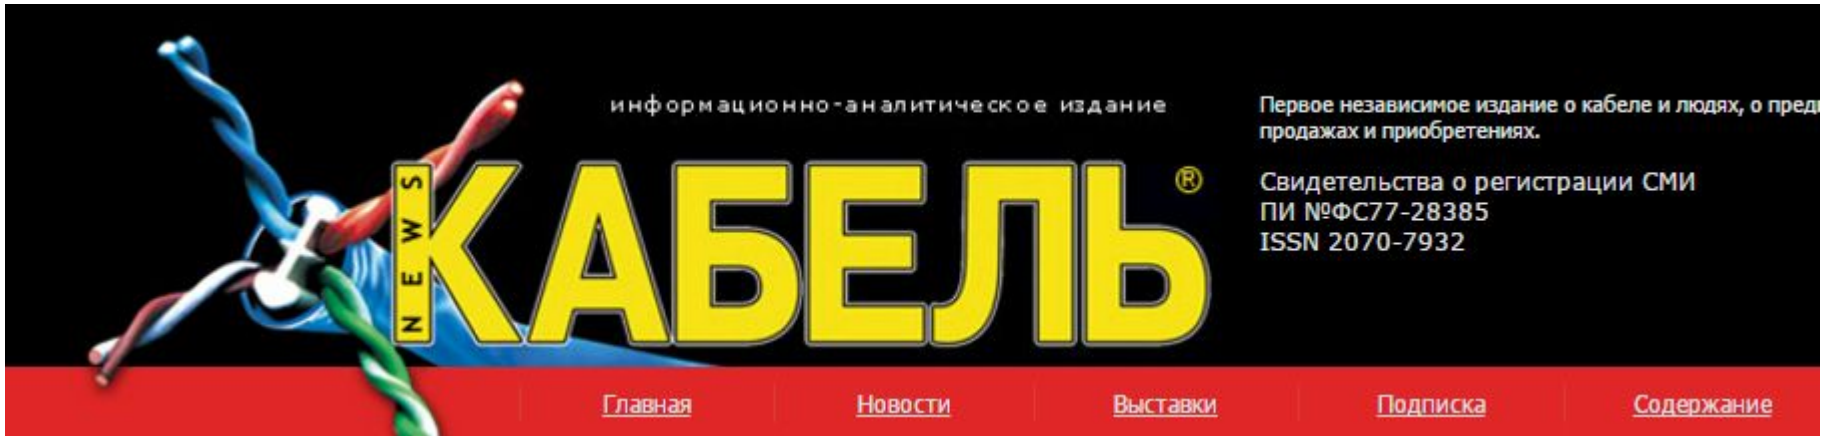 информационно-аналитическое издание
NEWS
КАБЕЛЬ®
Первое независимое издание о кабеле и людях, о
продажах и приобретениях.
Свидетельства о регистрации СМИ
ПИ №ФС77-28385
ISSN 2070-7932
Главная Новости Выставки Подписка Содержание